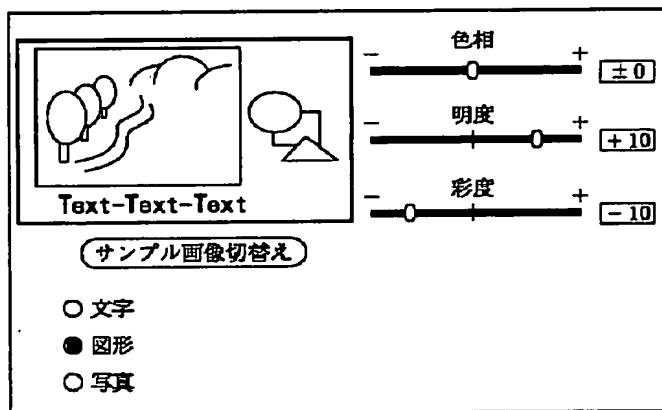 色相
− +
±0
明度
− +
+10
彩度
− +
−10
Text-Text-Text
サンプル画像切替え
文字
図形
写真